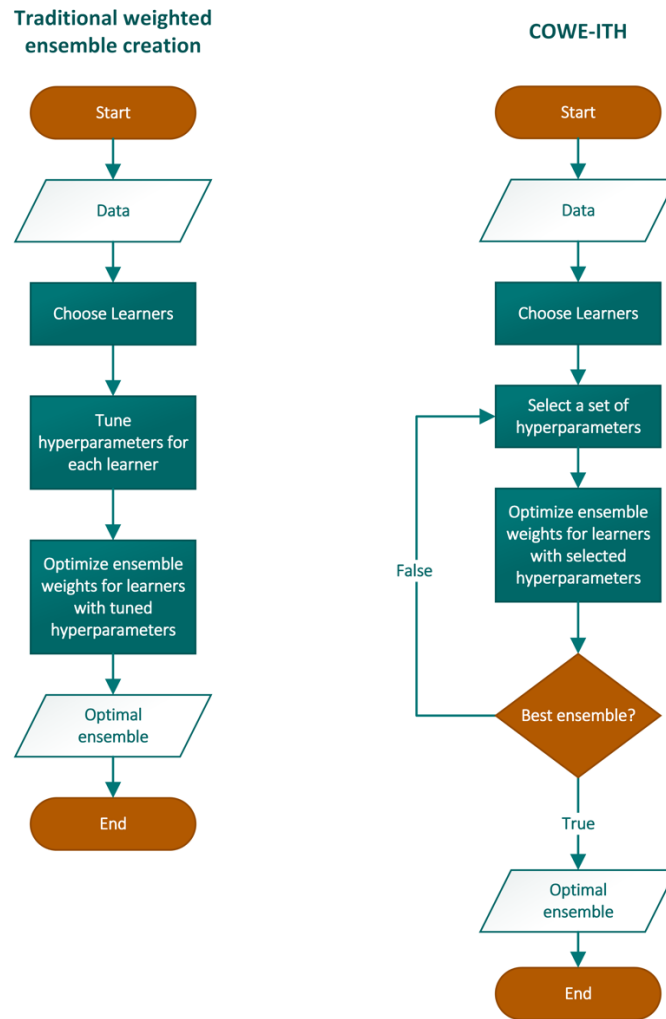 Traditional weighted
ensemble creation
Start
Data
Choose Learners
Tune
hyperparameters for
each learner
Optimize ensemble
weights for learners
with tuned
hyperparameters
Optimal
ensemble
End
COWE-ITH
Start
Data
Choose Learners
Select a set of
hyperparameters
Optimize ensemble
weights for learners
with selected
hyperparameters
False
Best ensemble?
True
Optimal
ensemble
End